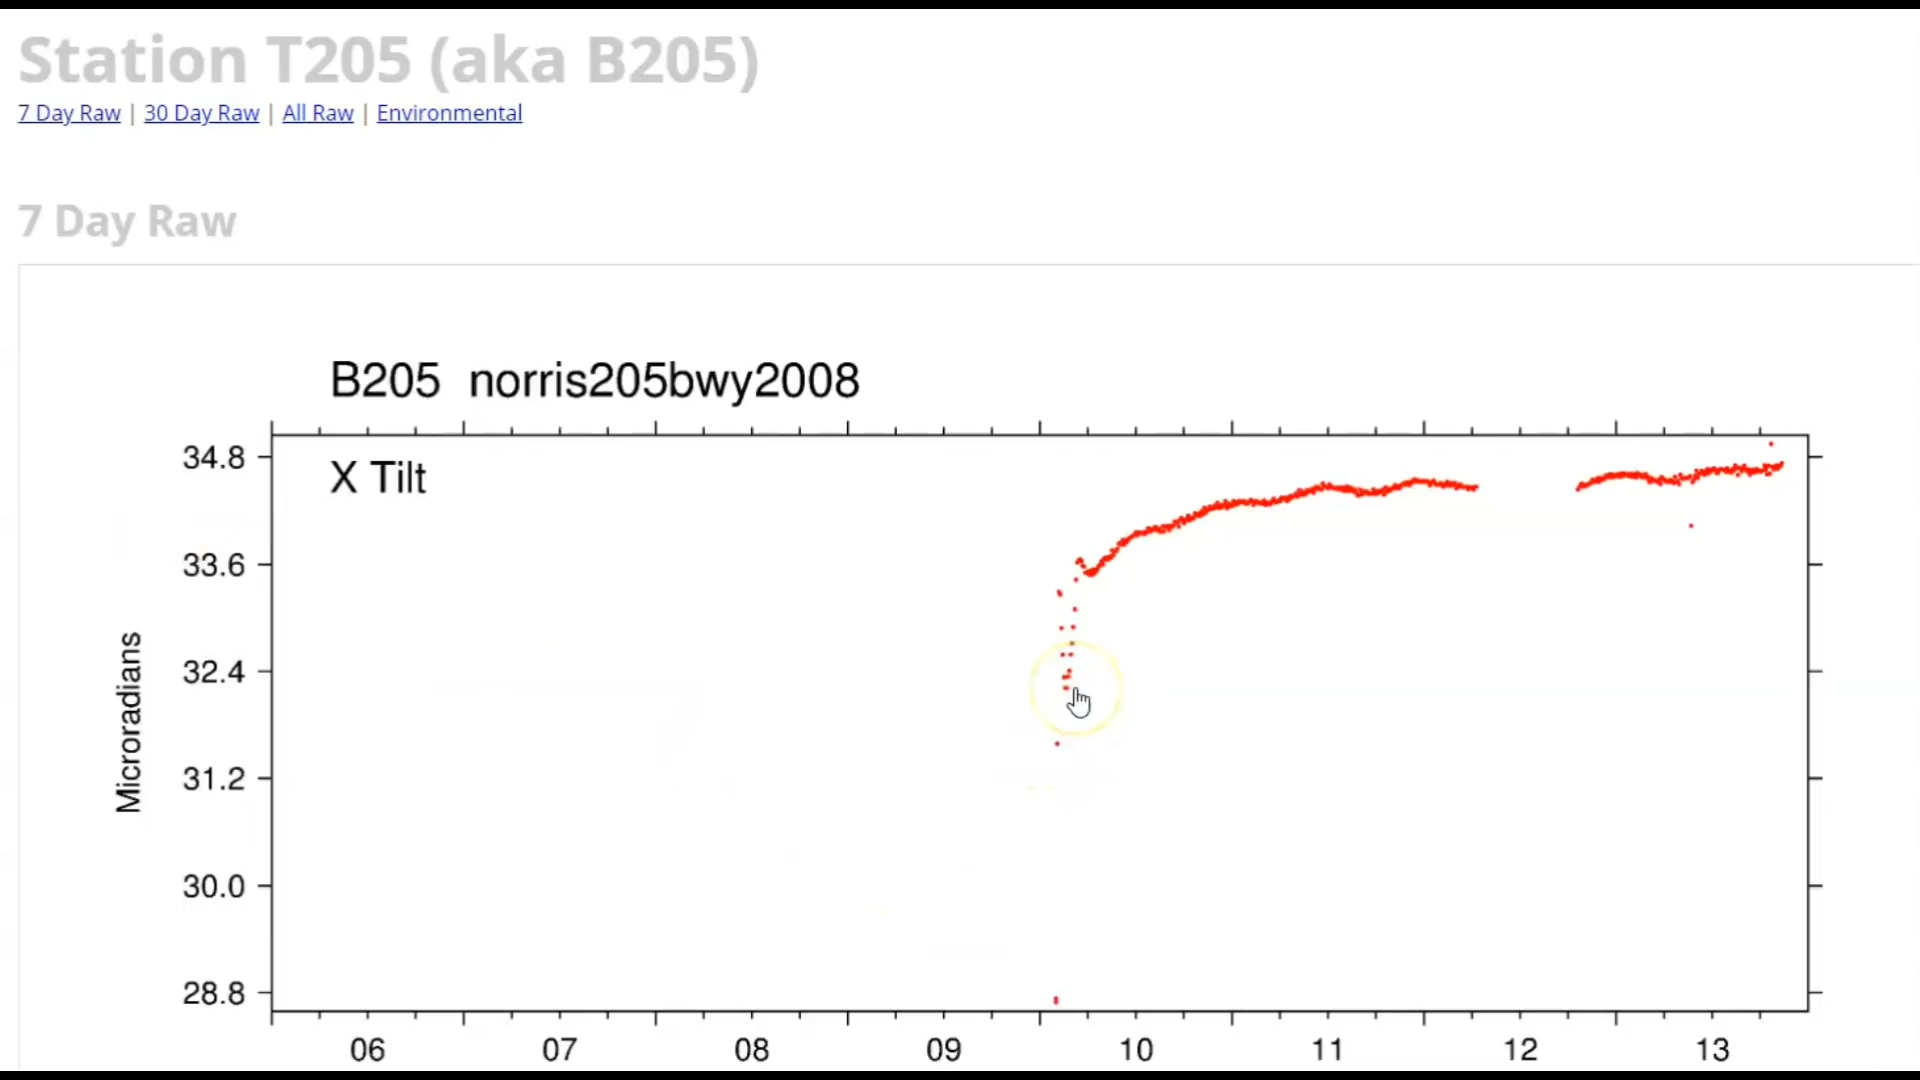 Station T205 (aka B205)
7 Day Raw | 30 Day Raw | All Raw | Environmental
7 Day Raw
B205 norris205bwy2008
X Tilt
34.8
33.6
32.4
31.2
30.0
28.8
Microradians
06 07 08 09 10 11 12 13